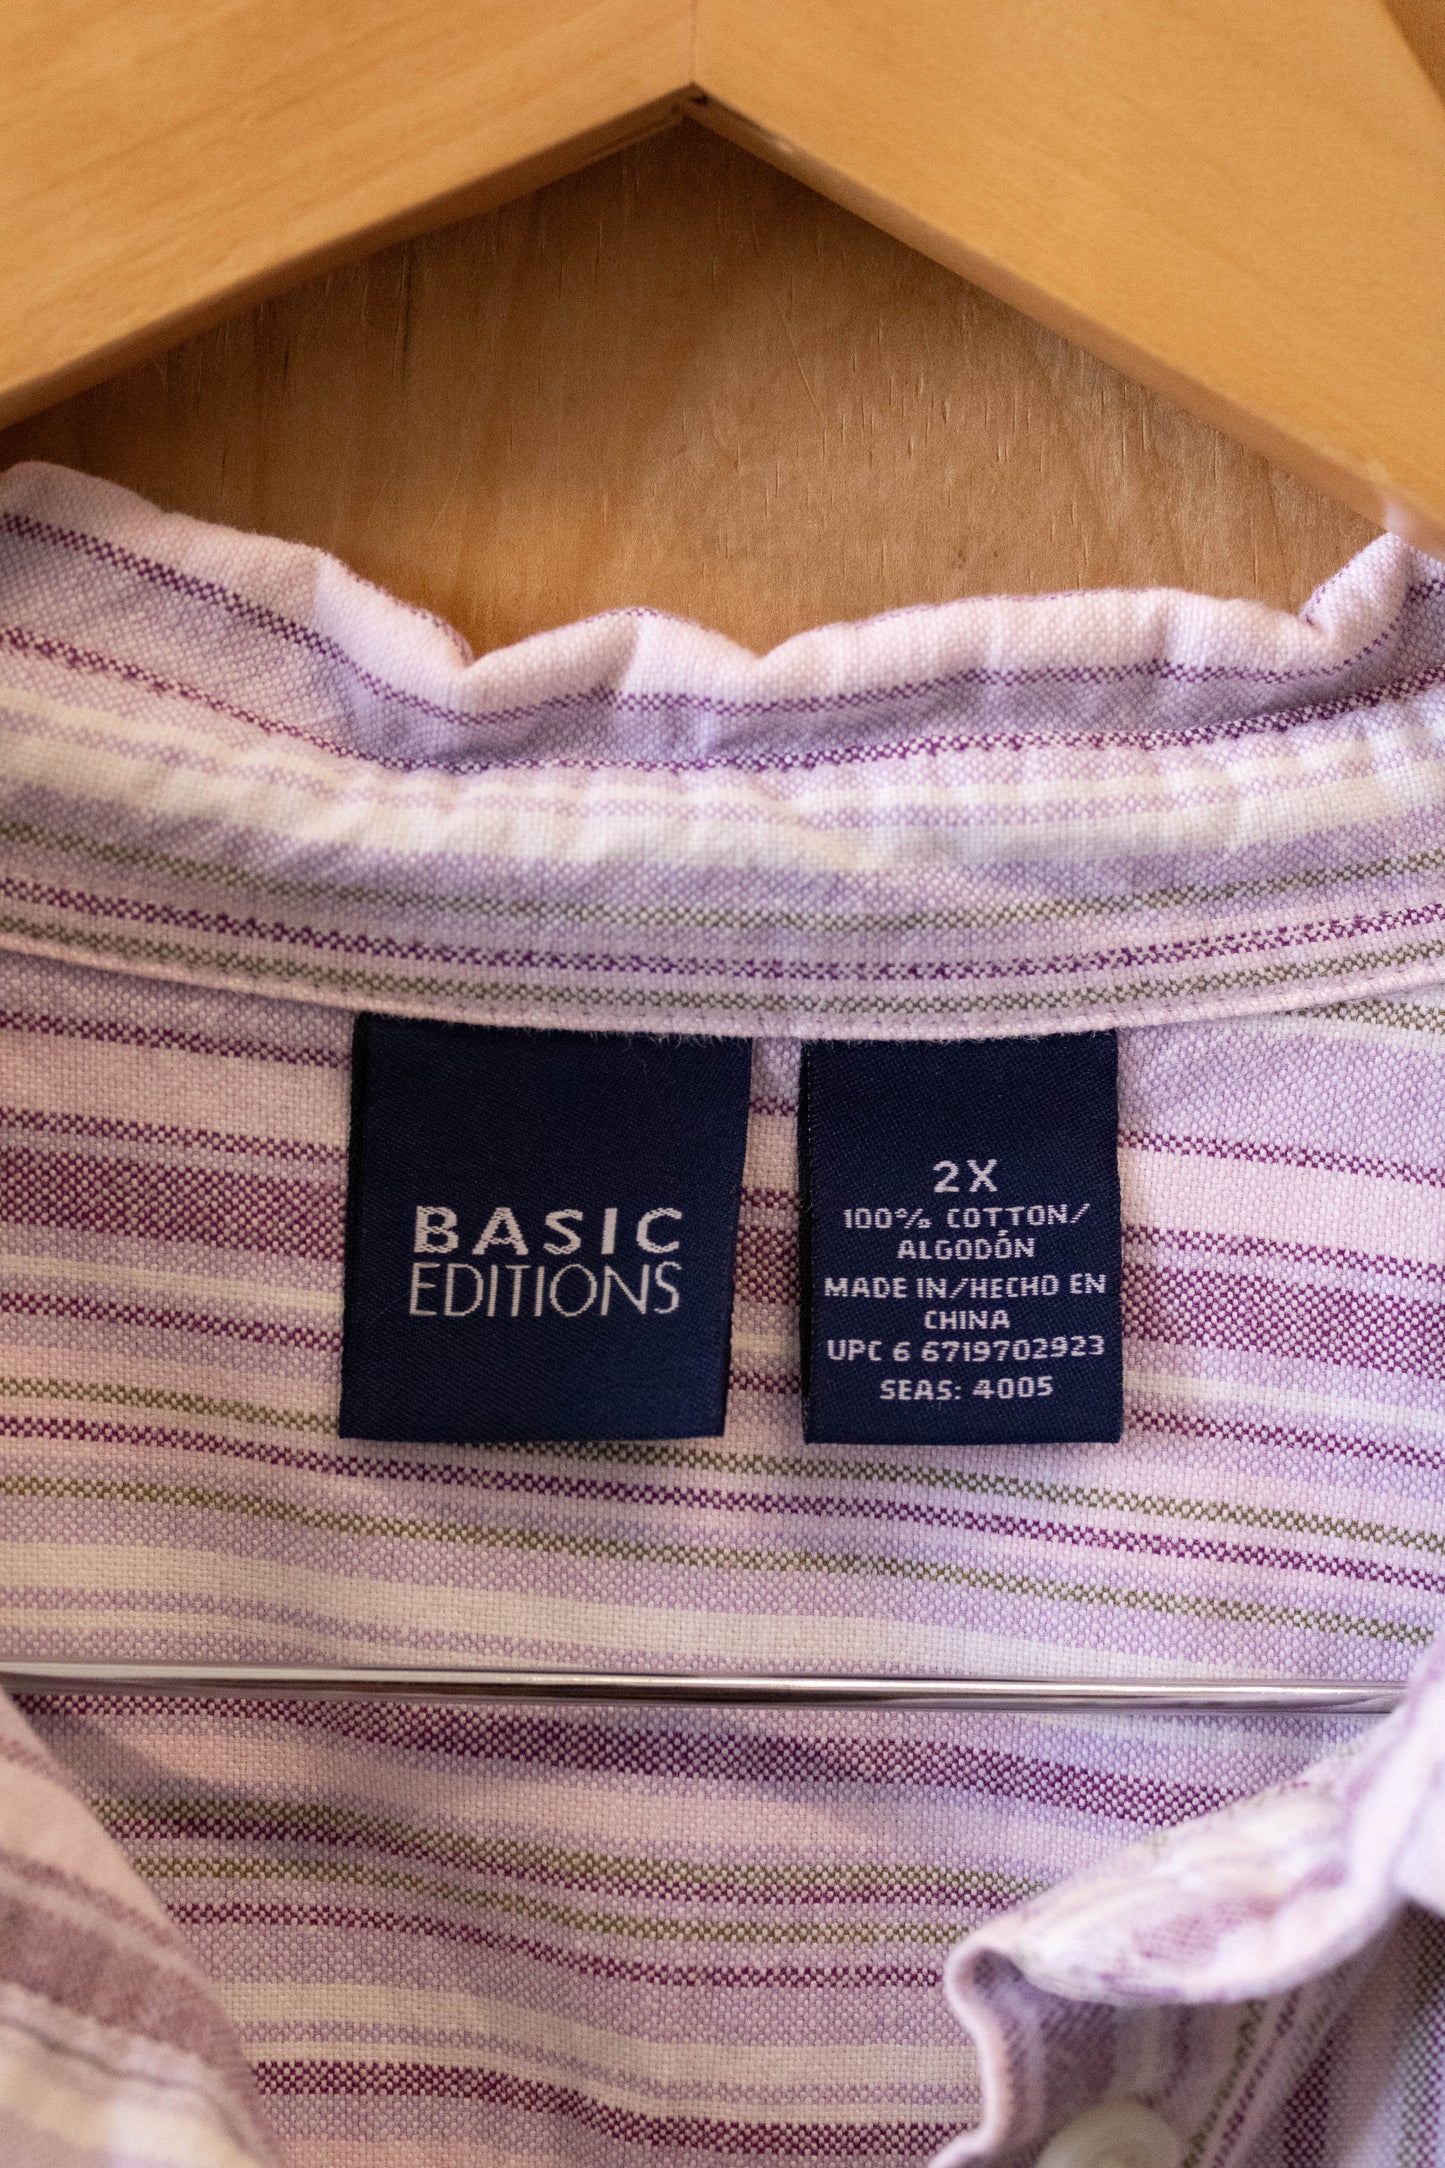 BASIC
EDITIONS
2X
100% COTTON/
ALGODÓN
MADE IN/HECHO EN
CHINA
UPC 6 6719702923
SEAS: 4005